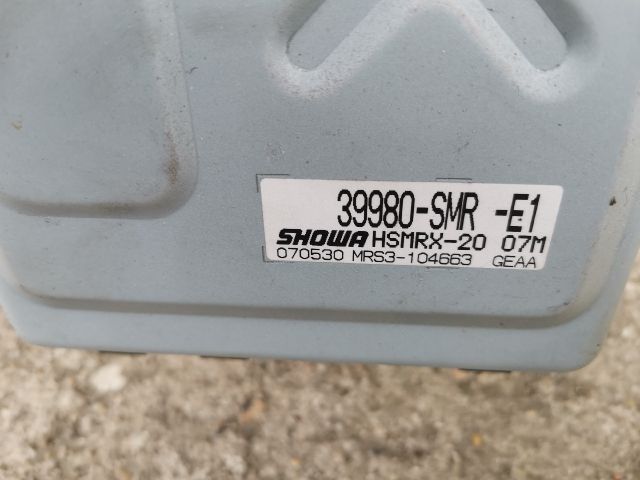 39980-SMR -E1
SHOWA HSMRX-20 07M
070530 MRS3-104663 GEAA